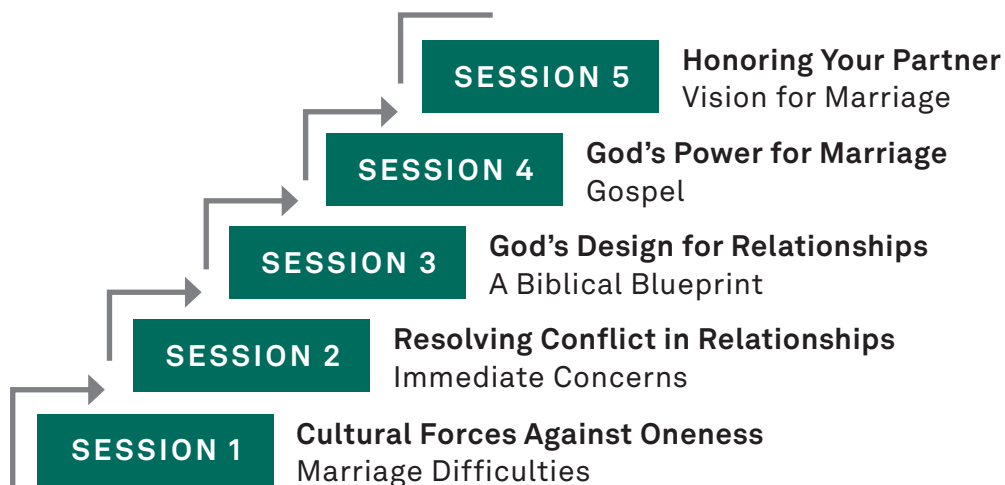 SESSION 5
Honoring Your Partner
Vision for Marriage
SESSION 4
God’s Power for Marriage
Gospel
SESSION 3
God’s Design for Relationships
A Biblical Blueprint
SESSION 2
Resolving Conflict in Relationships
Immediate Concerns
SESSION 1
Cultural Forces Against Oneness
Marriage Difficulties